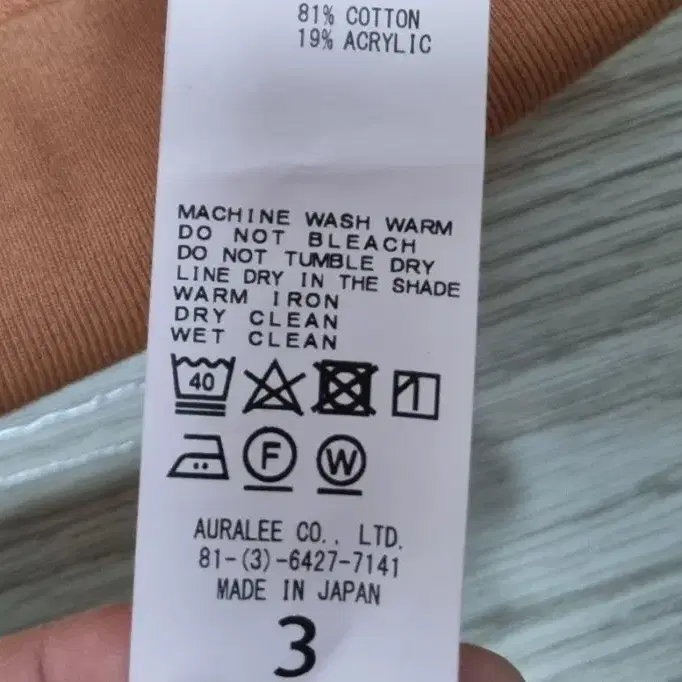 81% COTTON
19% ACRYLIC
MACHINE WASH WARM
DO NOT BLEACH
DO NOT TUMBLE DRY
LINE DRY IN THE SHADE
WARM IRON
DRY CLEAN
WET CLEAN
40
F W
AURALEE CO., LTD.
81-(3)-6427-7141
MADE IN JAPAN
3